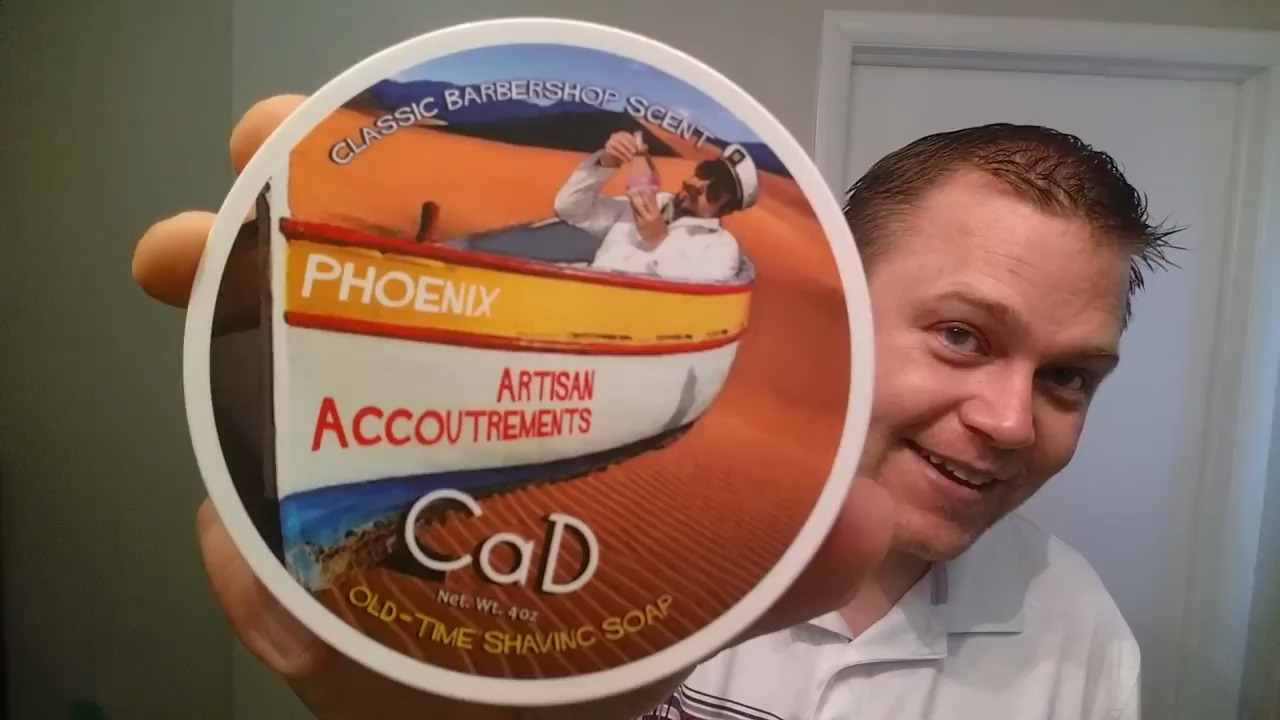 CLASSIC BARBERSHOP SCENT
PHOENIX
ARTISAN
ACCOUTREMENTS
CaD
Net. Wt. 4oz
OLD-TIME SHAVING SOAP